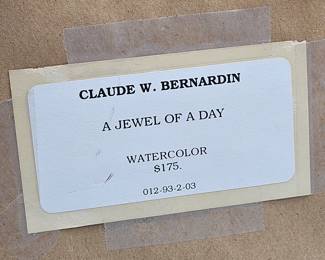 CLAUDE W. BERNARDIN
A JEWEL OF A DAY
WATERCOLOR
$175.
012-93-2-03